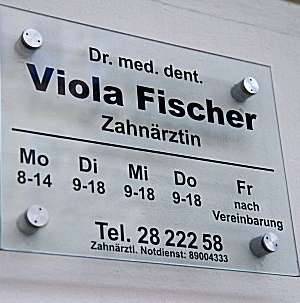 Dr. med. dent.
Viola Fischer
Zahnärztin
Mo Di Mi Do Fr
8-14 9-18 9-18 9-18 nach
Vereinbarung
Tel. 28 222 58
Zahnärztl. Notdienst: 89004333